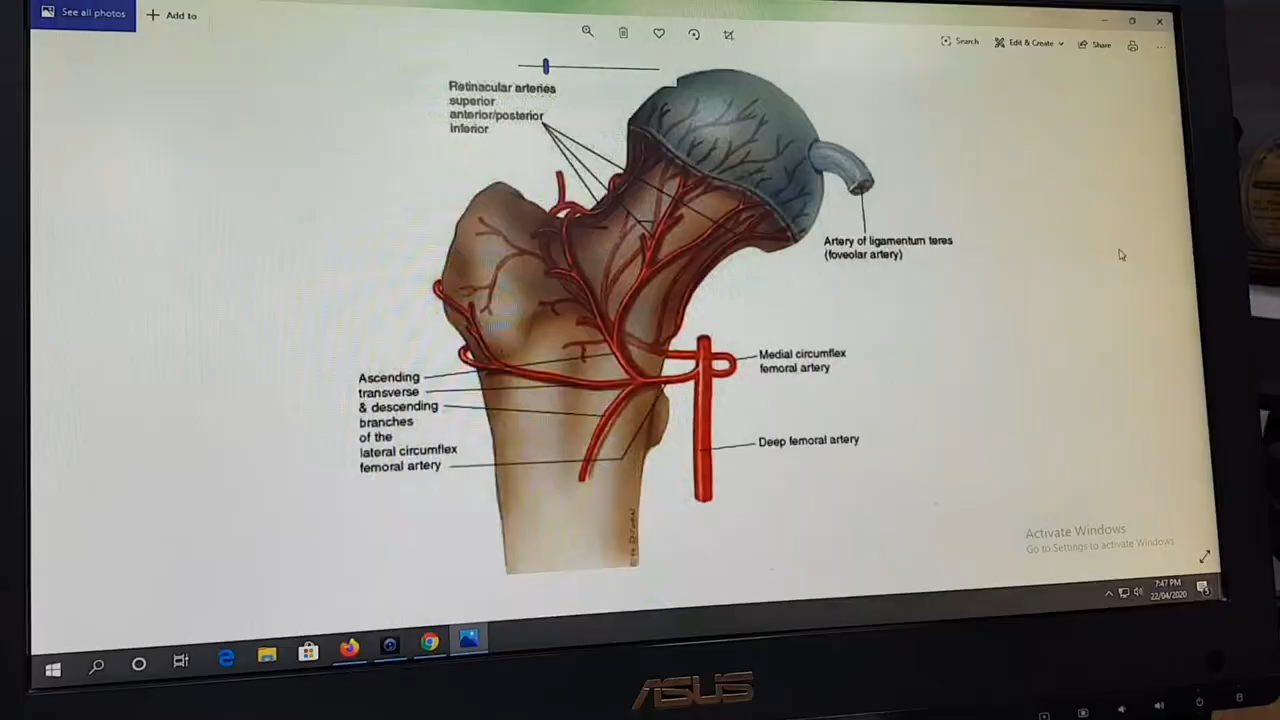 See all photos
Add to
Search
Edit & Create
Share
Retinacular arteries
superior
anterior/posterior
inferior
Artery of ligamentum teres
(foveolar artery)
Medial circumflex
femoral artery
Ascending
transverse
& descending
branches
of the
lateral circumflex
femoral artery
Deep femoral artery
Activate Windows
Go to Settings to activate Windows
7:47 PM
22/04/2020
ASUS